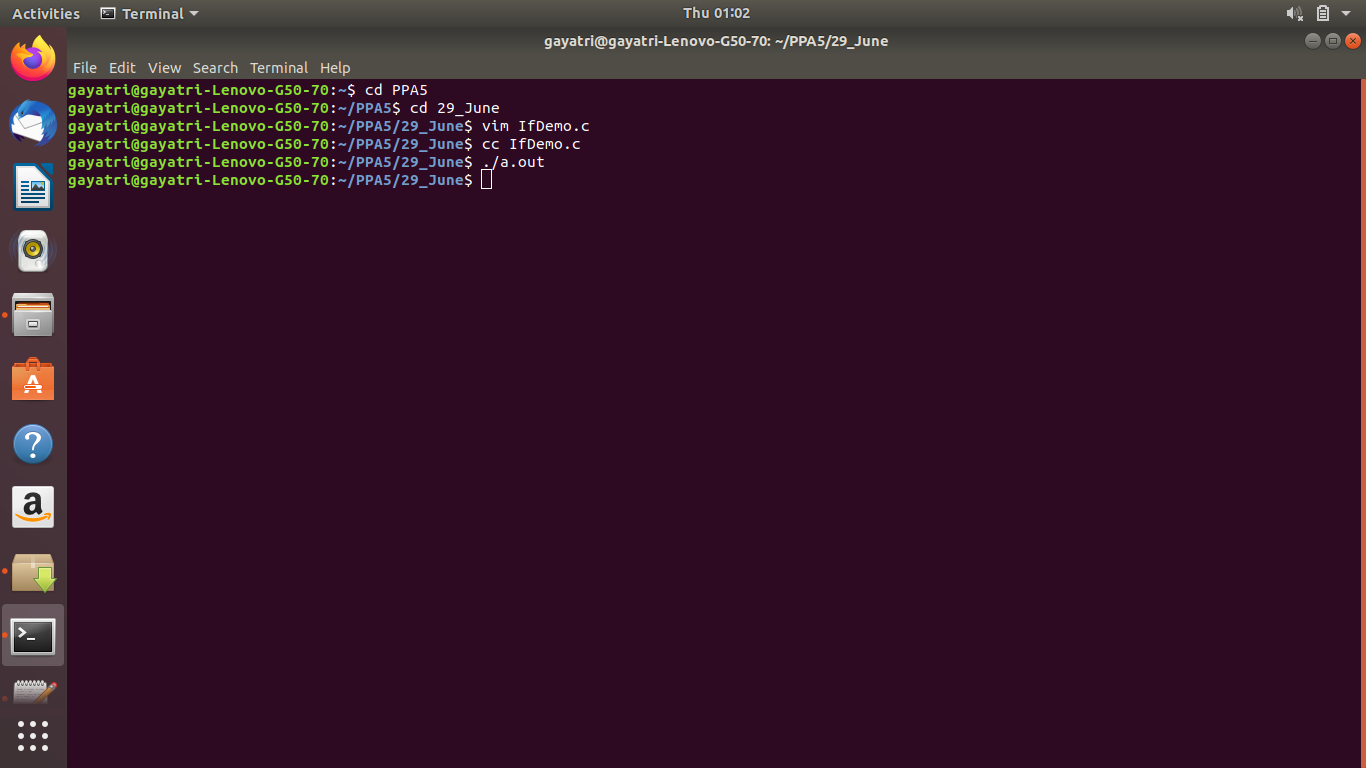 Activities Terminal Thu 01:02
gayatri@gayatri-Lenovo-G50-70: ~/PPA5/29_June
File Edit View Search Terminal Help
gayatri@gayatri-Lenovo-G50-70:~$ cd PPA5
gayatri@gayatri-Lenovo-G50-70:~/PPA5$ cd 29_June
gayatri@gayatri-Lenovo-G50-70:~/PPA5/29_June$ vim IfDemo.c
gayatri@gayatri-Lenovo-G50-70:~/PPA5/29_June$ cc IfDemo.c
gayatri@gayatri-Lenovo-G50-70:~/PPA5/29_June$ ./a.out
gayatri@gayatri-Lenovo-G50-70:~/PPA5/29_June$